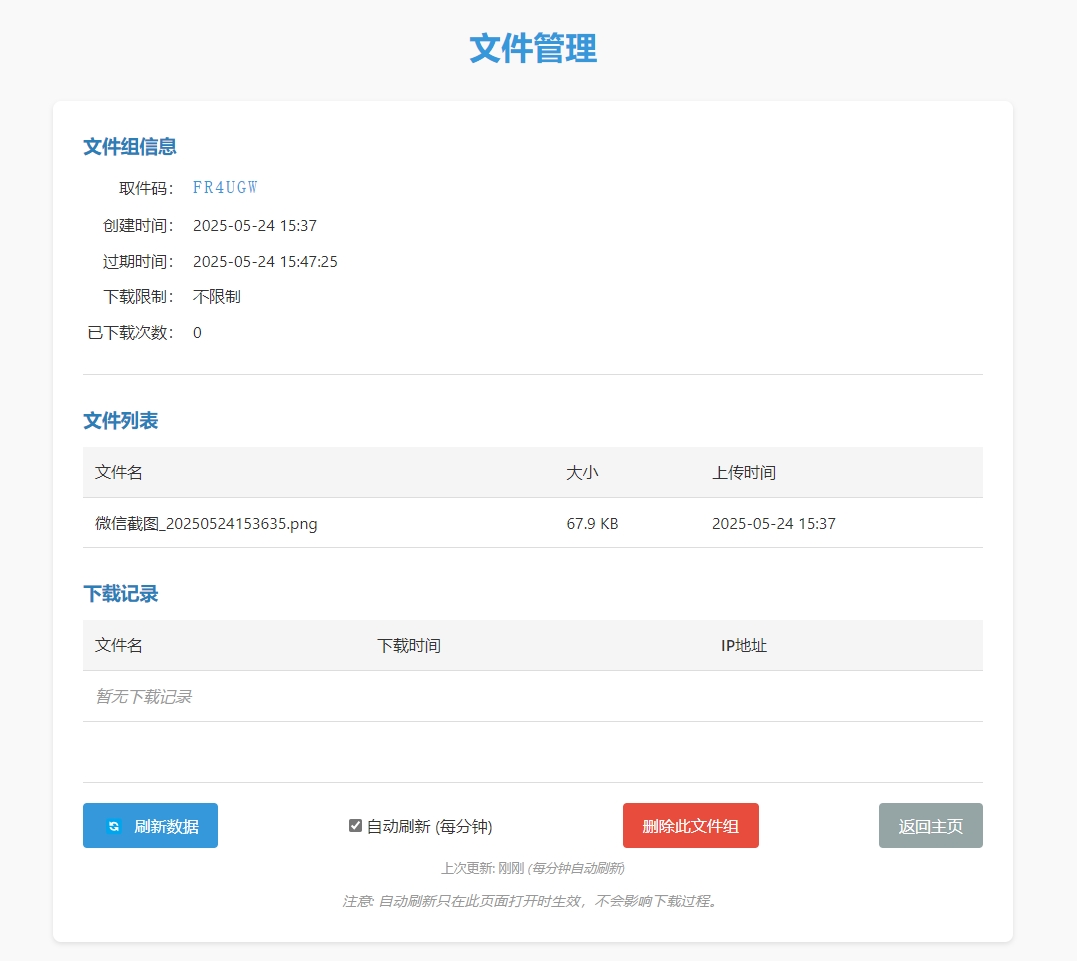 文件管理
文件组信息
取件码： FR4UGW
创建时间： 2025-05-24 15:37
过期时间： 2025-05-24 15:47:25
下载限制： 不限制
已下载次数： 0
文件列表
文件名 大小 上传时间
微信截图_20250524153635.png 67.9 KB 2025-05-24 15:37
下载记录
文件名 下载时间 IP地址
暂无下载记录
刷新数据 自动刷新 (每分钟) 删除此文件组 返回主页
上次更新: 刚刚 (每分钟自动刷新)
注意: 自动刷新只在此页面打开时生效，不会影响下载过程。